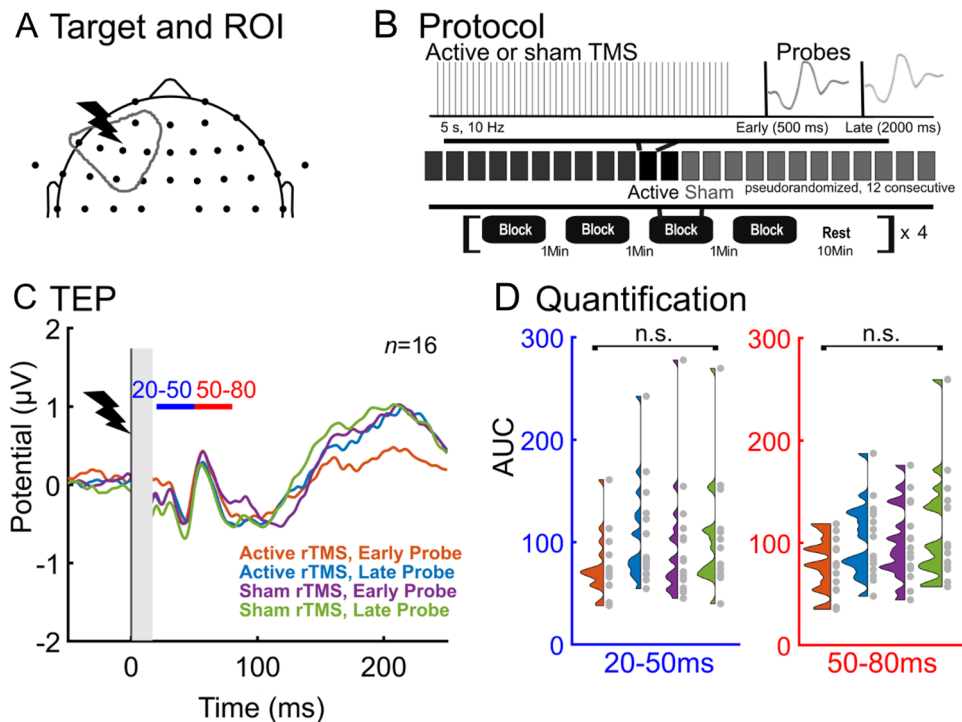 A Target and ROI
B Protocol
Active or sham TMS
Probes
5 s, 10 Hz
Early (500 ms)
Late (2000 ms)
Active Sham
pseudorandomized, 12 consecutive
[ Block Block Block Block Rest ] x 4
1Min 1Min 1Min 10Min
C TEP
2
1
0
-1
-2
Potential (µV)
n=16
20-50 50-80
Active rTMS, Early Probe
Active rTMS, Late Probe
Sham rTMS, Early Probe
Sham rTMS, Late Probe
0 100 200
Time (ms)
D Quantification
300
200
100
0
AUC
n.s.
20-50ms
300
200
100
0
n.s.
50-80ms